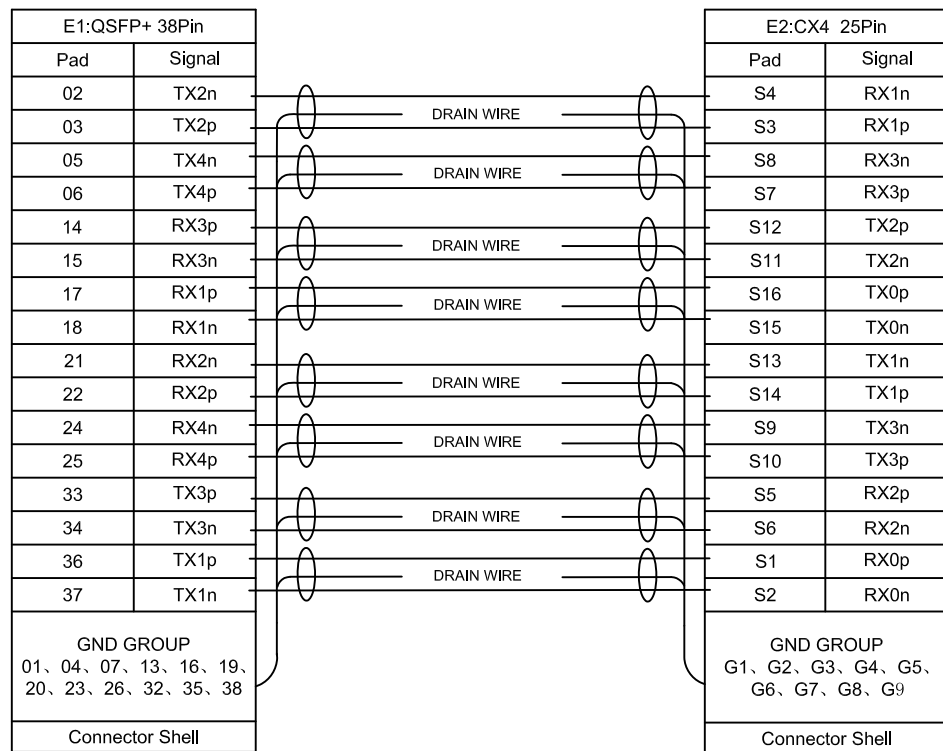 E1:QSFP+ 38Pin E2:CX4 25Pin
Pad Signal Pad Signal
02 TX2n S4 RX1n
DRAIN WIRE
03 TX2p S3 RX1p
05 TX4n S8 RX3n
DRAIN WIRE
06 TX4p S7 RX3p
14 RX3p S12 TX2p
DRAIN WIRE
15 RX3n S11 TX2n
17 RX1p S16 TX0p
DRAIN WIRE
18 RX1n S15 TX0n
21 RX2n S13 TX1n
DRAIN WIRE
22 RX2p S14 TX1p
24 RX4n S9 TX3n
DRAIN WIRE
25 RX4p S10 TX3p
33 TX3p S5 RX2p
DRAIN WIRE
34 TX3n S6 RX2n
36 TX1p S1 RX0p
DRAIN WIRE
37 TX1n S2 RX0n
GND GROUP
01、04、07、13、16、19、
20、23、26、32、35、38
Connector Shell
GND GROUP
G1、G2、G3、G4、G5、
G6、G7、G8、G9
Connector Shell